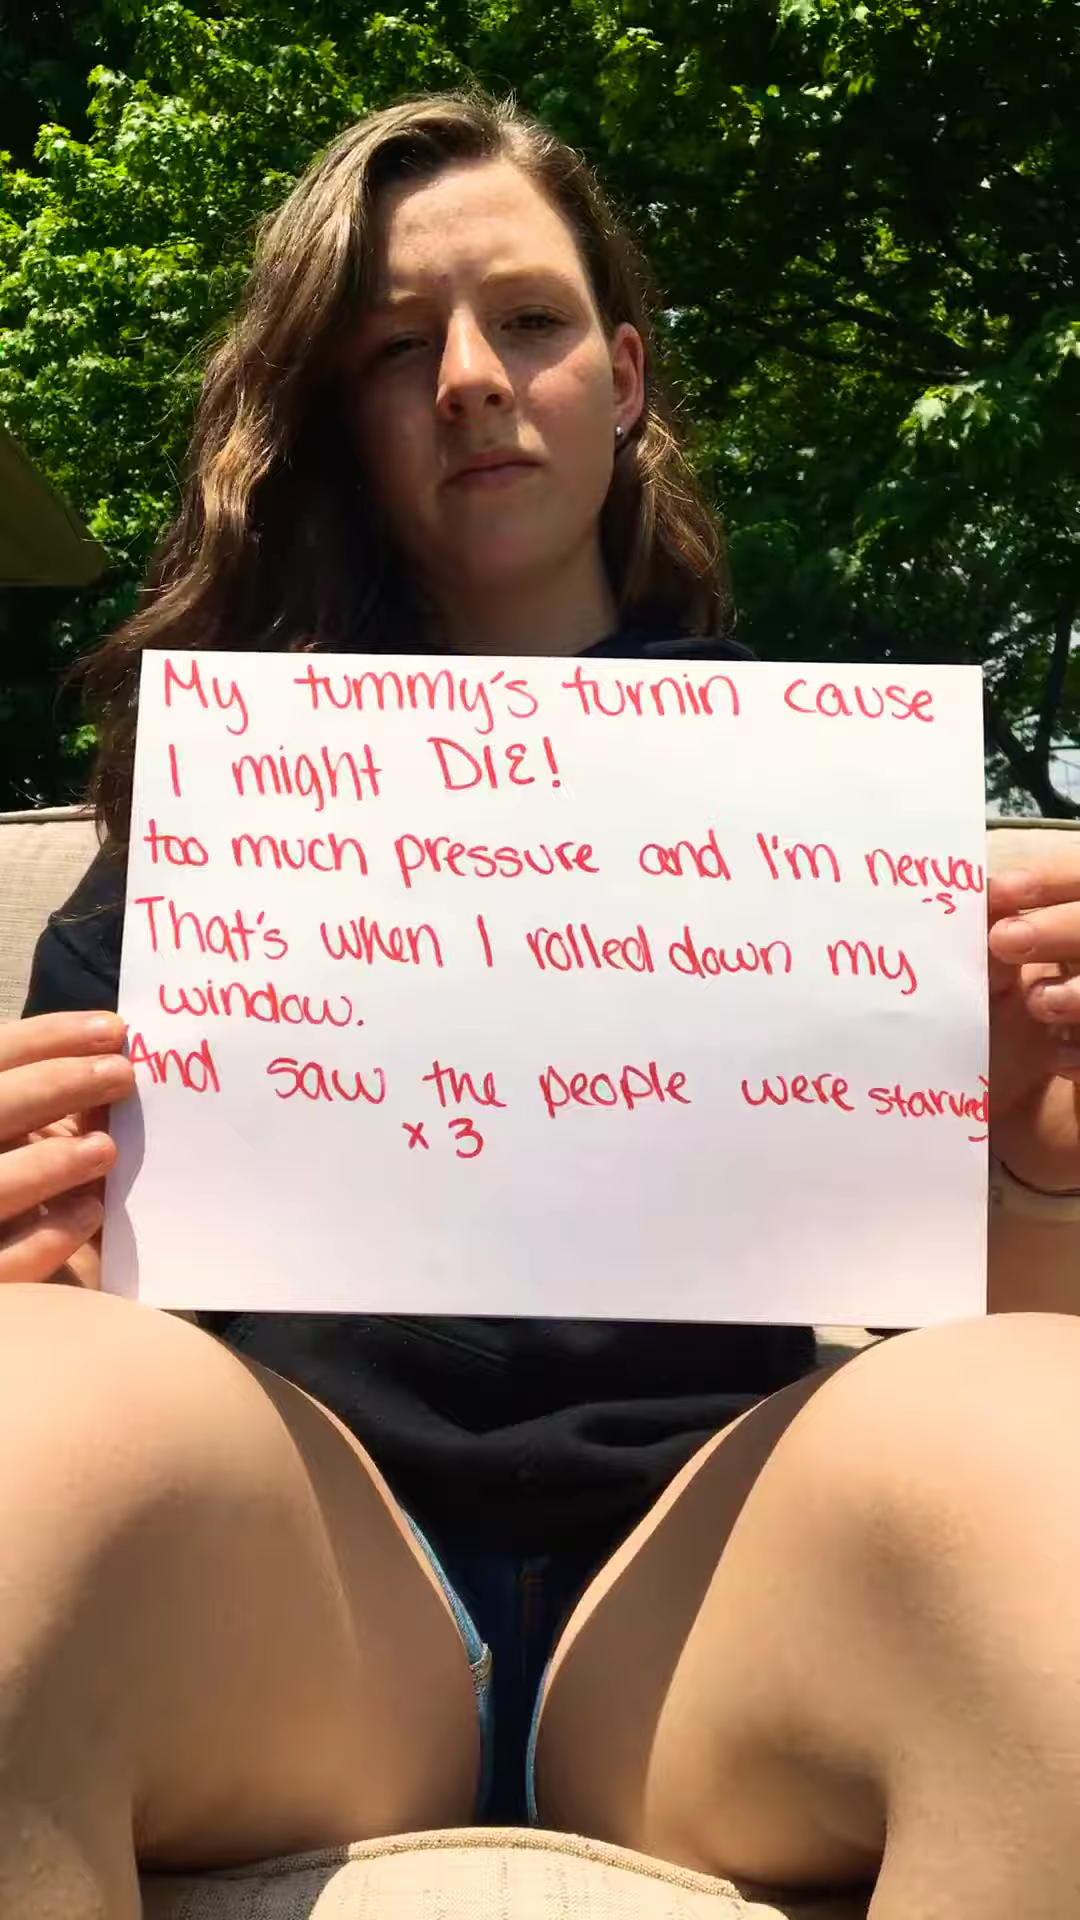 My tummy's turnin cause
I might DIE!
too much pressure and I'm nervou
-s
That's when I rolled down my
window.
And saw the people were starved
x 3